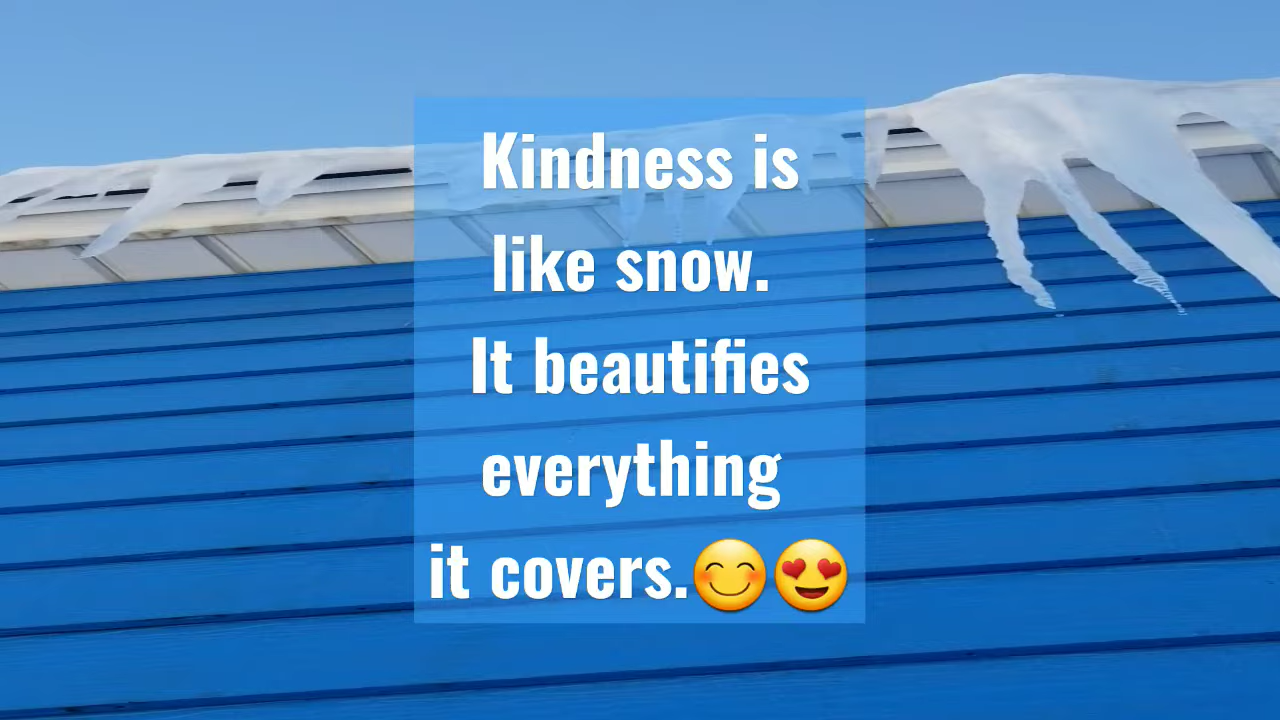 Kindness is
like snow.
It beautifies
everything
it covers.😊😍